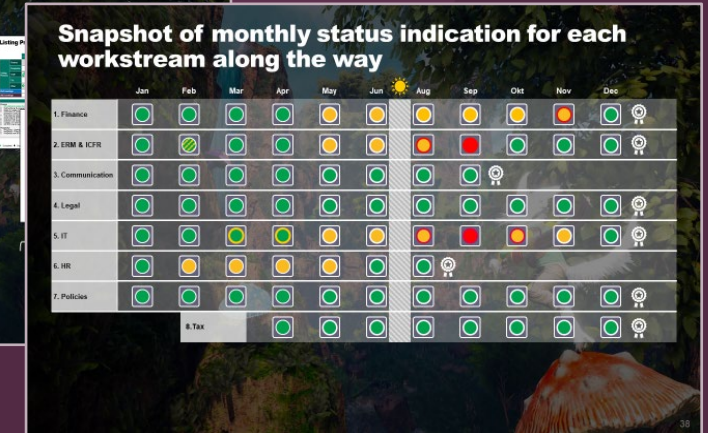 Listing P
Snapshot of monthly status indication for each
workstream along the way
Jan Feb Mar Apr May Jun Aug Sep Okt Nov Dec
1. Finance
2. ERM & ICFR
3. Communication
4. Legal
5. IT
6. HR
7. Policies
8.Tax
38